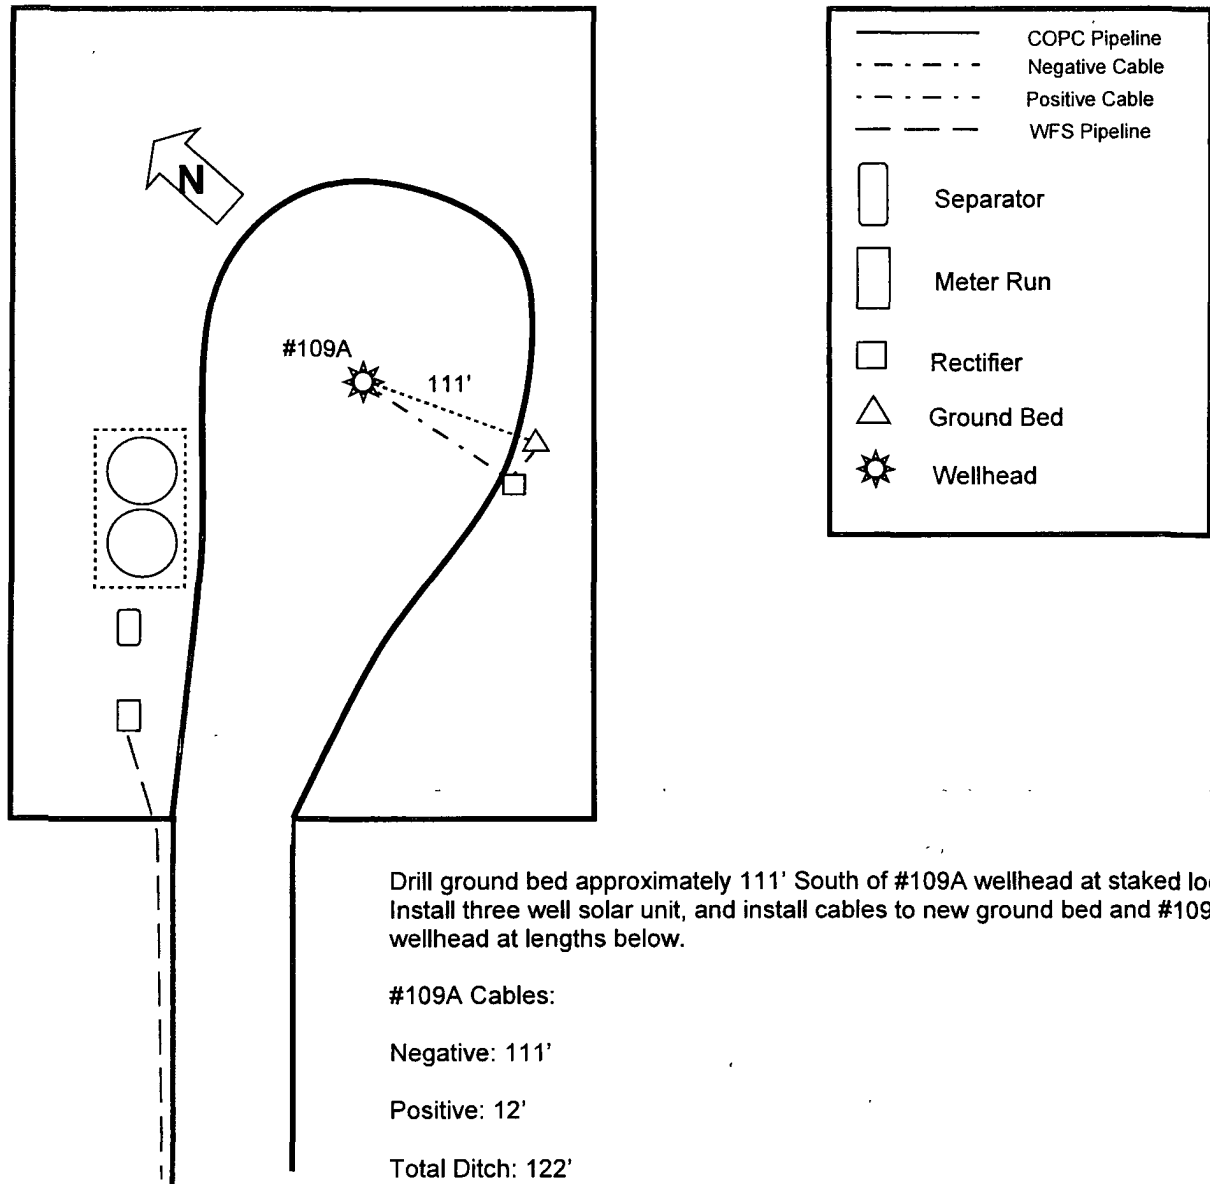 COPC Pipeline
Negative Cable
Positive Cable
WFS Pipeline
Separator
Meter Run
Rectifier
Ground Bed
Wellhead
N
#109A
111'
Drill ground bed approximately 111' South of #109A wellhead at staked
Install three well solar unit, and install cables to new ground bed and
wellhead at lengths below.
#109A Cables:
Negative: 111'
Positive: 12'
Total Ditch: 122'